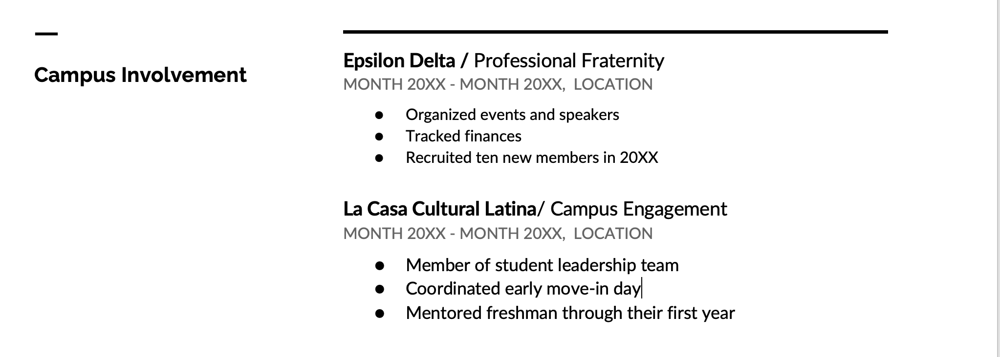 Campus Involvement
Epsilon Delta / Professional Fraternity
MONTH 20XX - MONTH 20XX,  LOCATION
● Organized events and speakers
● Tracked finances
● Recruited ten new members in 20XX
La Casa Cultural Latina/ Campus Engagement
MONTH 20XX - MONTH 20XX,  LOCATION
● Member of student leadership team
● Coordinated early move-in day
● Mentored freshman through their first year